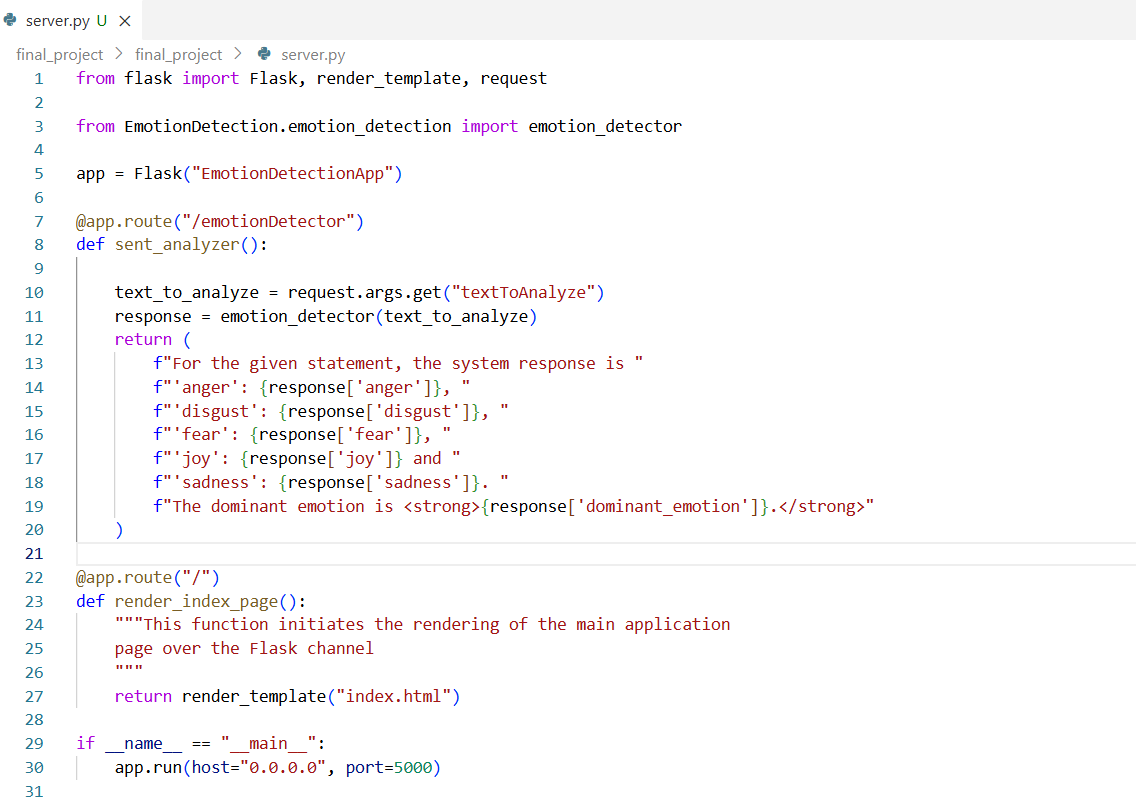 server.py U
final_project > final_project > server.py
1 from flask import Flask, render_template, request
2
3 from EmotionDetection.emotion_detection import emotion_detector
4
5 app = Flask("EmotionDetectionApp")
6
7 @app.route("/emotionDetector")
8 def sent_analyzer():
9
10     text_to_analyze = request.args.get("textToAnalyze")
11     response = emotion_detector(text_to_analyze)
12     return (
13         f"For the given statement, the system response is "
14         f"'anger': {response['anger']}, "
15         f"'disgust': {response['disgust']}, "
16         f"'fear': {response['fear']}, "
17         f"'joy': {response['joy']} and "
18         f"'sadness': {response['sadness']}. "
19         f"The dominant emotion is <strong>{response['dominant_emotion']}.</strong>"
20     )
21
22 @app.route("/")
23 def render_index_page():
24     """This function initiates the rendering of the main application
25     page over the Flask channel
26     """
27     return render_template("index.html")
28
29 if __name__ == "__main__":
30     app.run(host="0.0.0.0", port=5000)
31